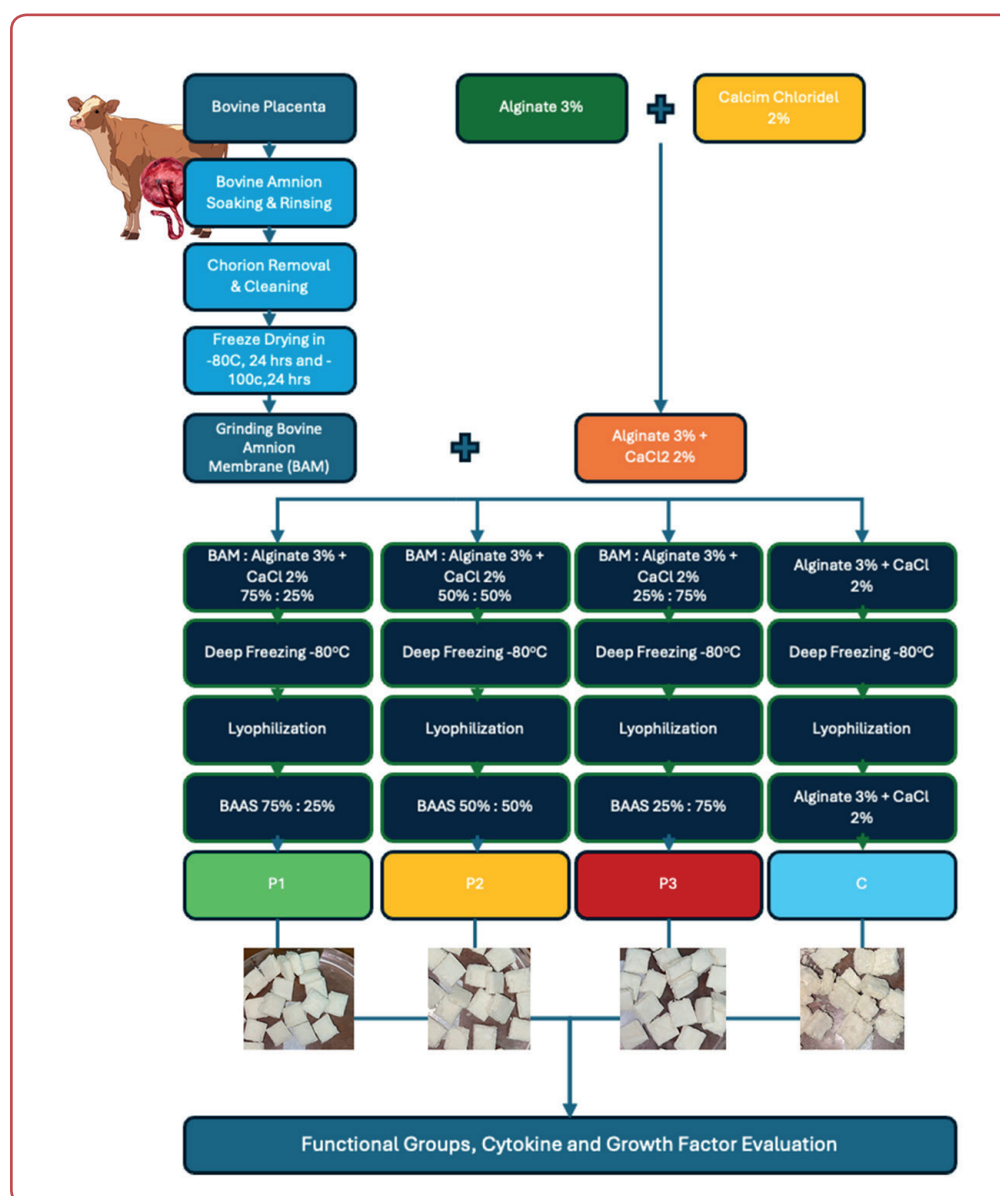 Bovine Placenta
Alginate 3%
Calcim Chloridel
2%
Bovine Amnion
Soaking & Rinsing
Chorion Removal
& Cleaning
Freeze Drying in
-80C, 24 hrs and -
100c,24 hrs
Grinding Bovine
Amnion
Membrane (BAM)
Alginate 3% +
CaCl2 2%
BAM : Alginate 3% +
CaCl 2%
75% : 25%
BAM : Alginate 3% +
CaCl 2%
50% : 50%
BAM : Alginate 3% +
CaCl 2%
25% : 75%
Alginate 3% + CaCl
2%
Deep Freezing -80°C
Deep Freezing -80°C
Deep Freezing -80°C
Deep Freezing -80°C
Lyophilization
Lyophilization
Lyophilization
Lyophilization
BAAS 75% : 25%
BAAS 50% : 50%
BAAS 25% : 75%
Alginate 3% + CaCl
2%
P1
P2
P3
C
Functional Groups, Cytokine and Growth Factor Evaluation